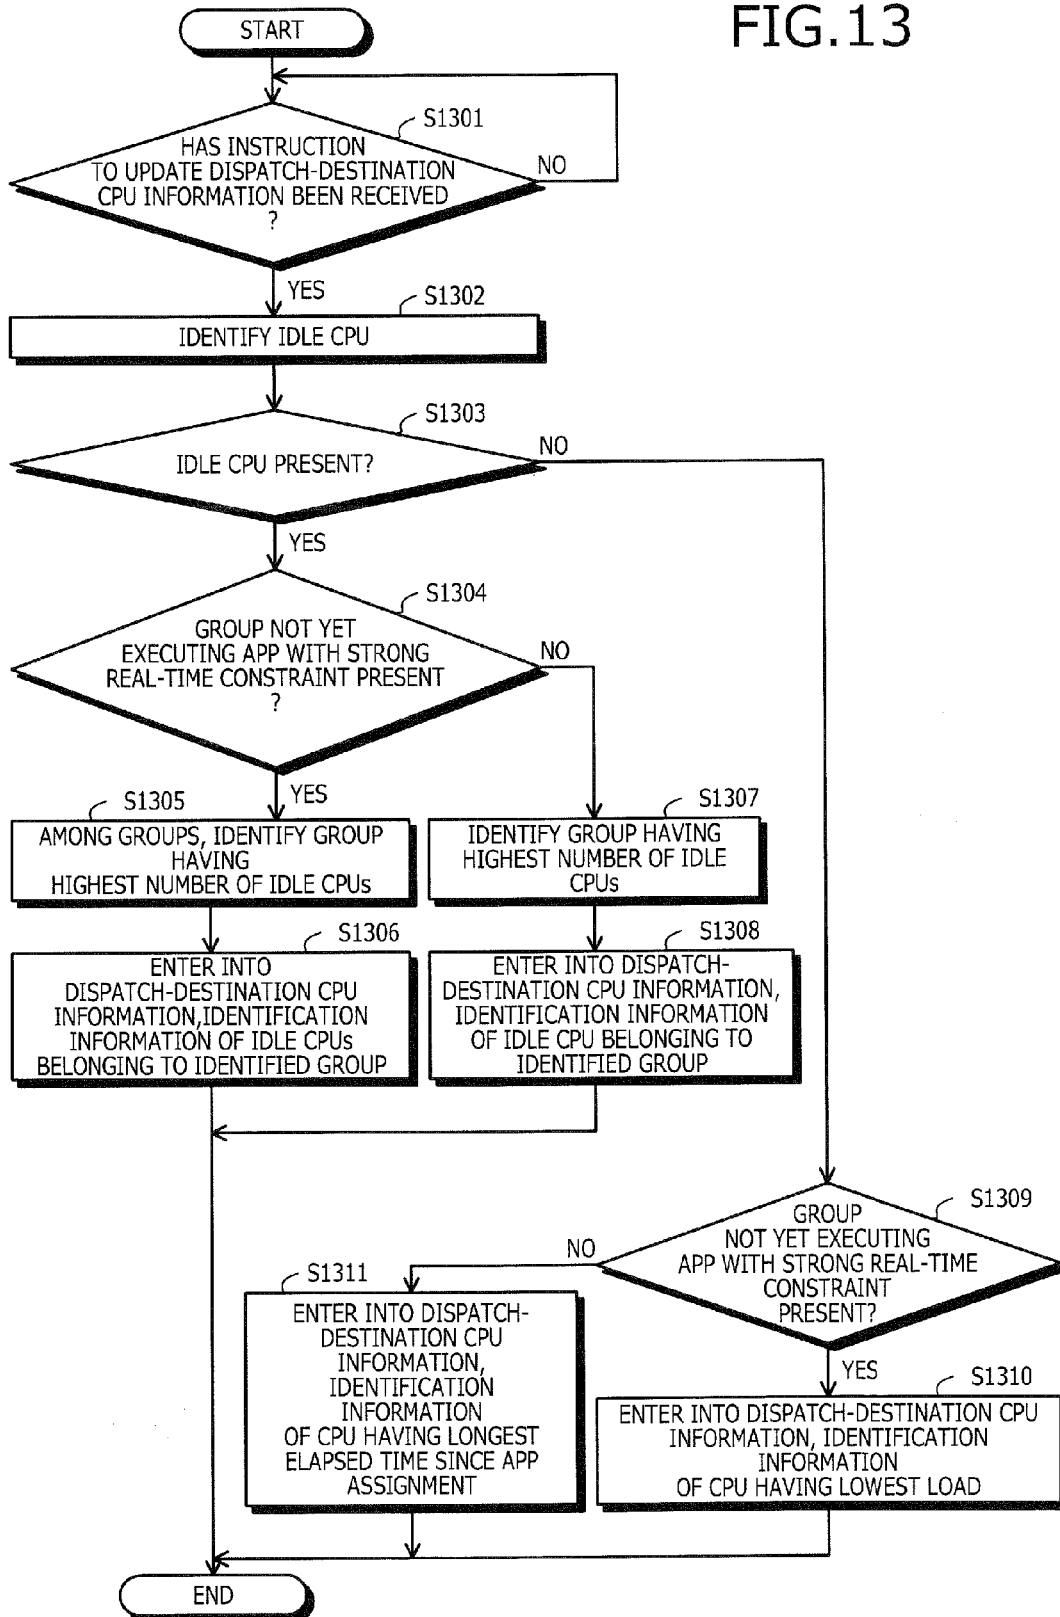 FIG.13
START
S1301
HAS INSTRUCTION
TO UPDATE DISPATCH-DESTINATION
CPU INFORMATION BEEN RECEIVED
?
NO
YES
S1302
IDENTIFY IDLE CPU
S1303
IDLE CPU PRESENT?
NO
YES
S1304
GROUP NOT YET
EXECUTING APP WITH STRONG
REAL-TIME CONSTRAINT PRESENT
?
NO
YES
S1305
AMONG GROUPS, IDENTIFY GROUP
HAVING
HIGHEST NUMBER OF IDLE CPUs
S1307
IDENTIFY GROUP HAVING
HIGHEST NUMBER OF IDLE
CPUs
S1306
ENTER INTO
DISPATCH-DESTINATION CPU
INFORMATION,IDENTIFICATION
INFORMATION OF IDLE CPUs
BELONGING TO IDENTIFIED GROUP
S1308
ENTER INTO DISPATCH-
DESTINATION CPU INFORMATION,
IDENTIFICATION INFORMATION
OF IDLE CPU BELONGING TO
IDENTIFIED GROUP
S1309
GROUP
NOT YET EXECUTING
APP WITH STRONG REAL-TIME
CONSTRAINT
PRESENT?
NO
YES
S1311
ENTER INTO DISPATCH-
DESTINATION CPU
INFORMATION,
IDENTIFICATION
INFORMATION
OF CPU HAVING LONGEST
ELAPSED TIME SINCE APP
ASSIGNMENT
S1310
ENTER INTO DISPATCH-DESTINATION CPU
INFORMATION, IDENTIFICATION
INFORMATION
OF CPU HAVING LOWEST LOAD
END